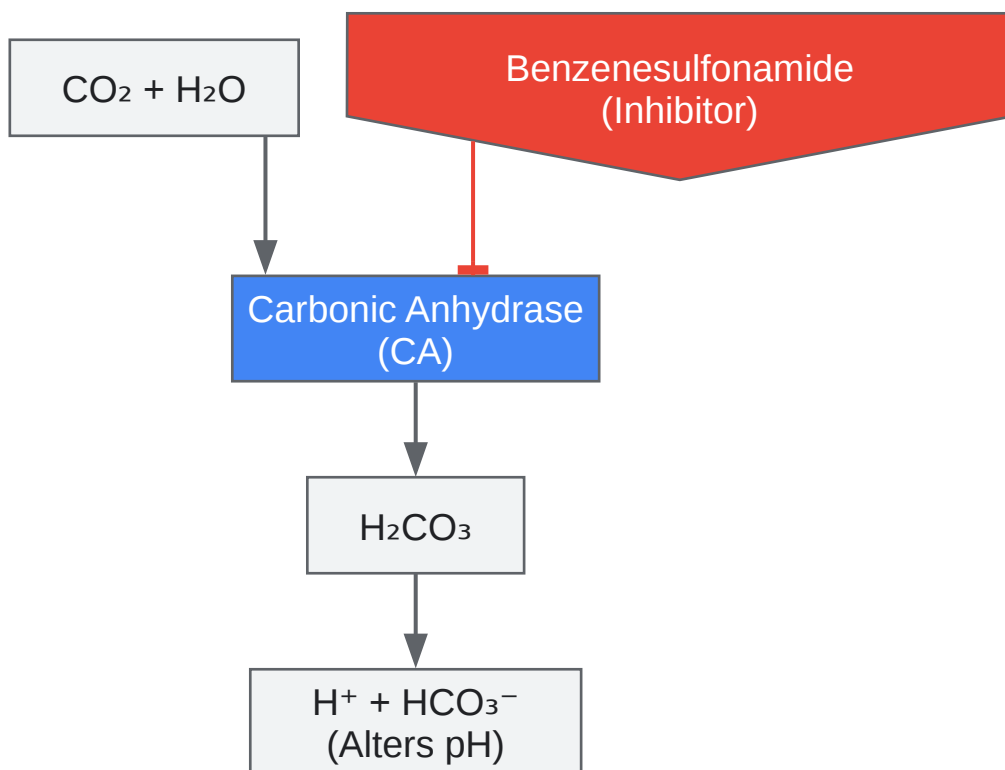 CO₂ + H₂O
Benzenesulfonamide
(Inhibitor)
Carbonic Anhydrase
(CA)
H₂CO₃
H⁺ + HCO₃⁻
(Alters pH)